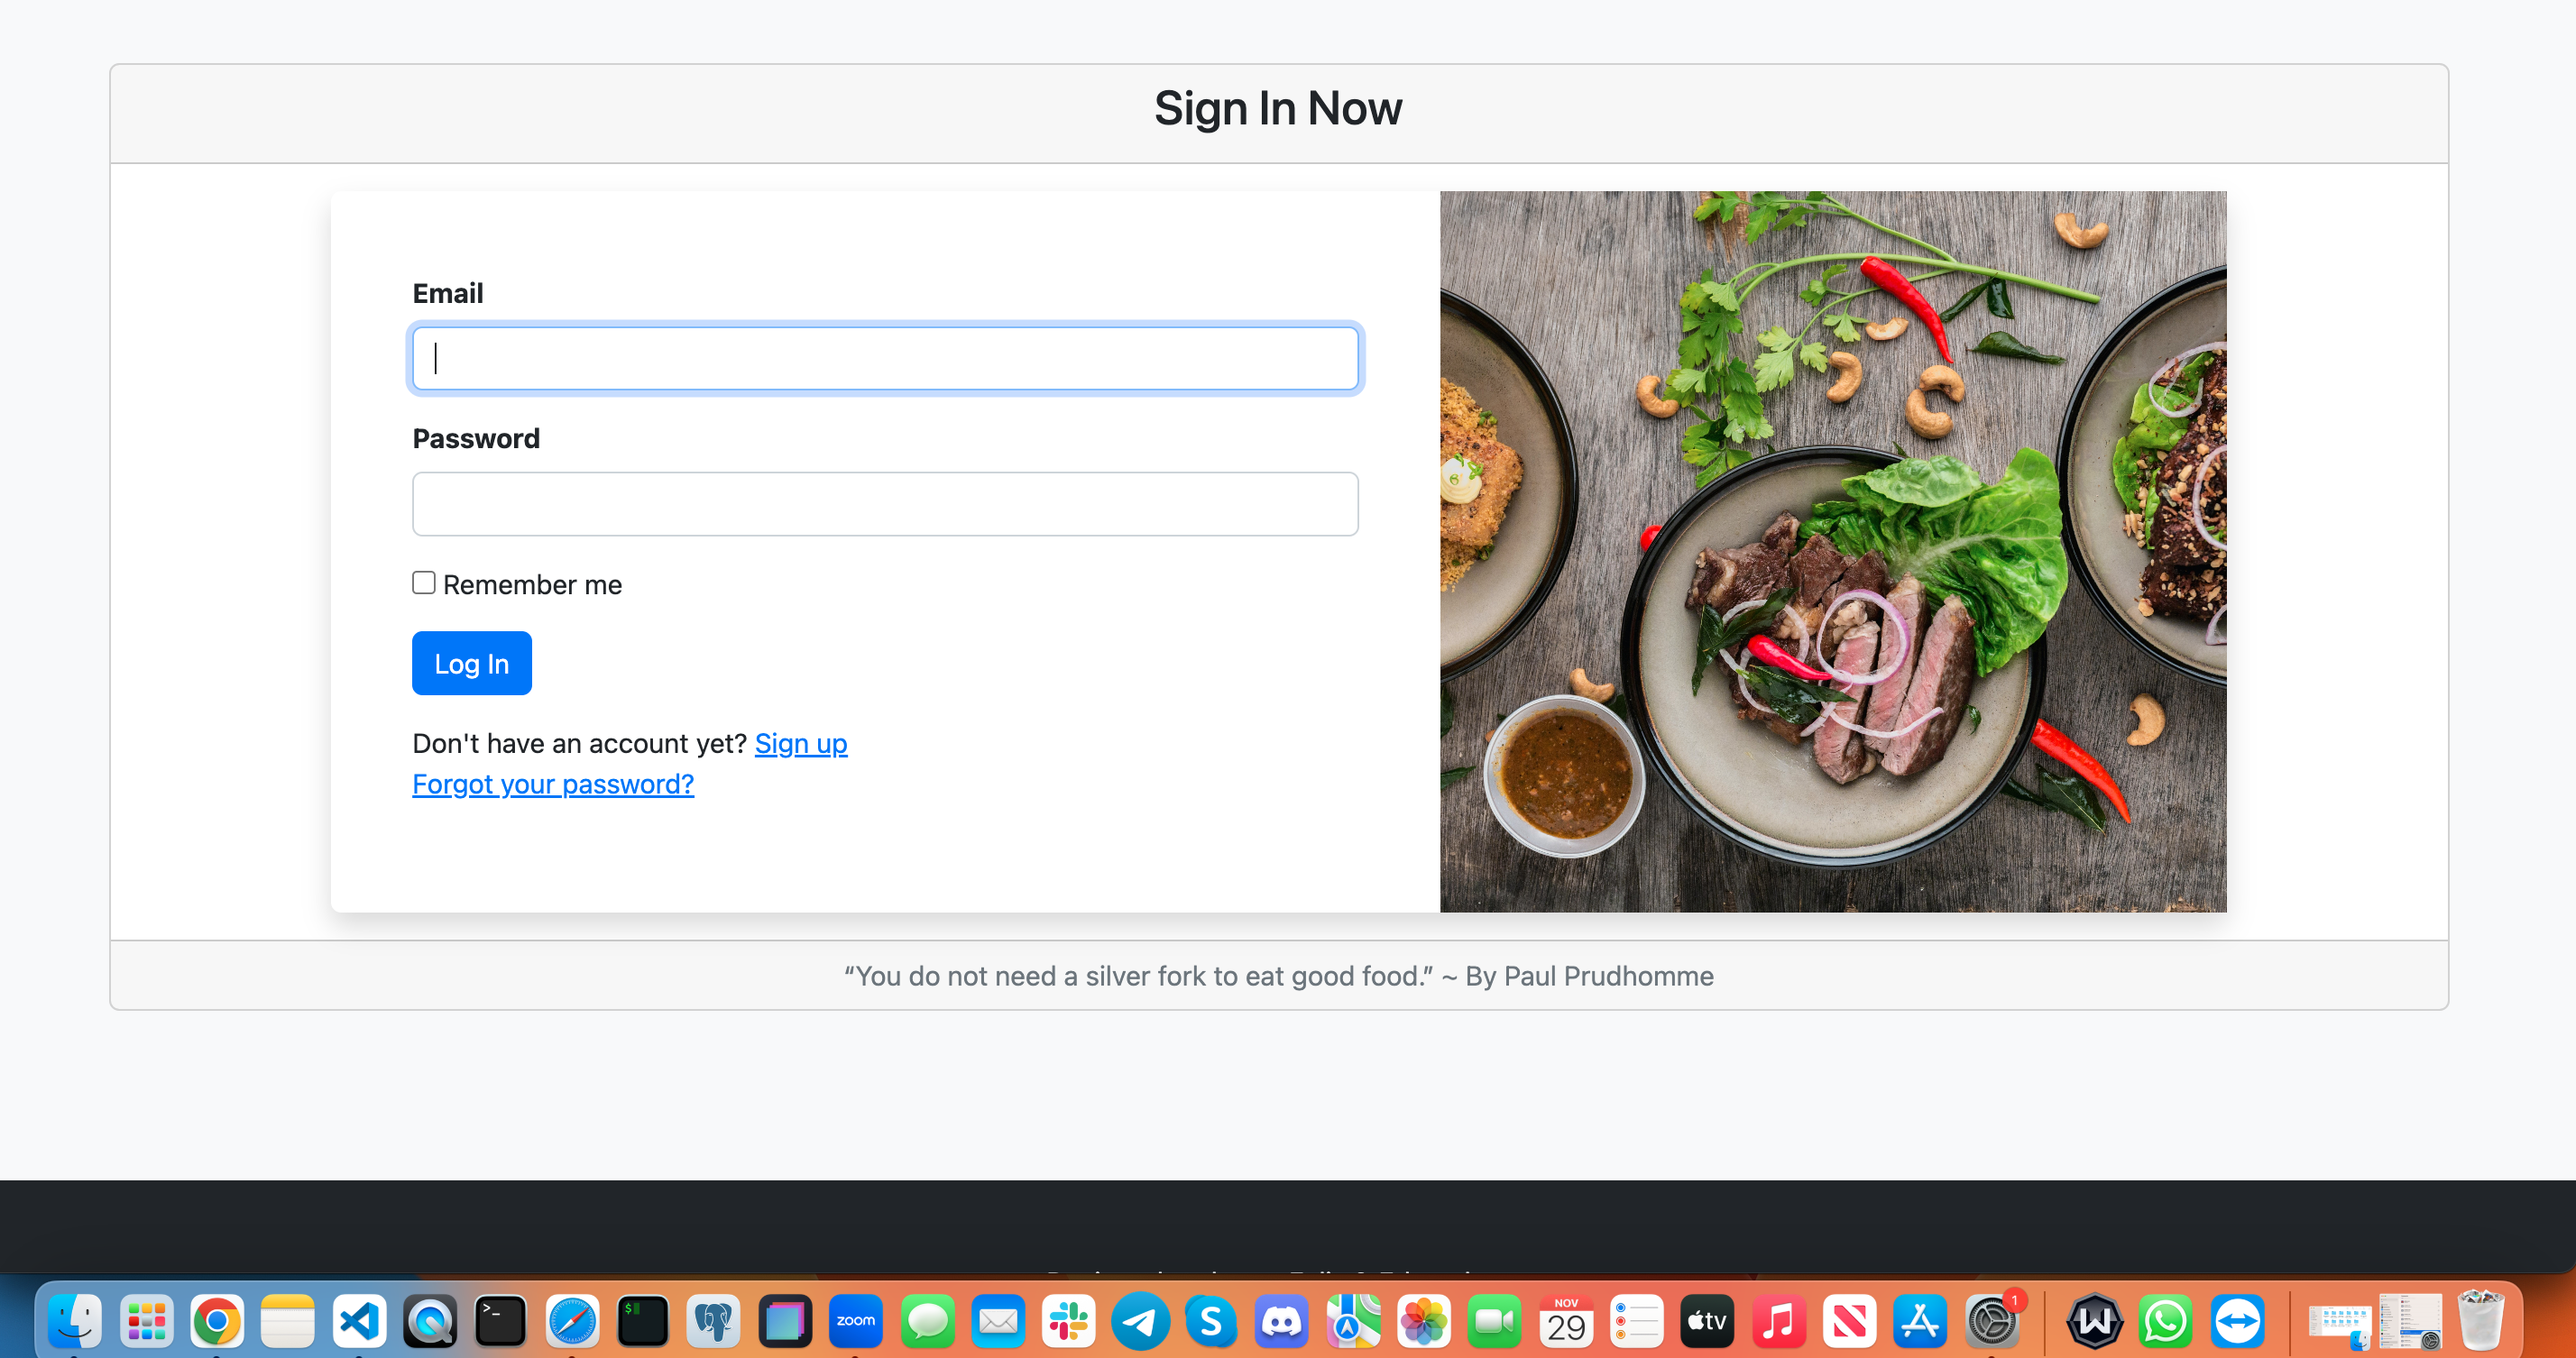 Sign In Now
Email
Password
Remember me
Log In
Don't have an account yet? Sign up
Forgot your password?
“You do not need a silver fork to eat good food.” ~ By Paul Prudhomme
zoom
NOV
29
tv
1